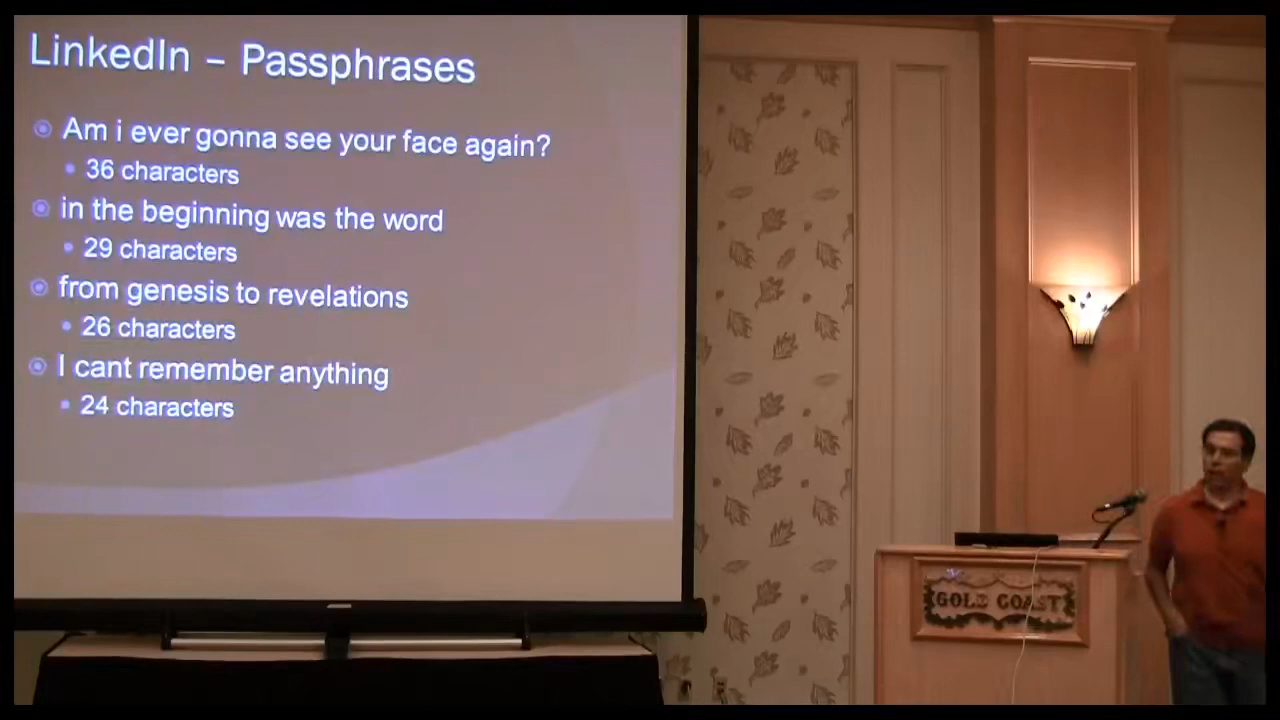 LinkedIn – Passphrases
Am i ever gonna see your face again?
36 characters
in the beginning was the word
29 characters
from genesis to revelations
26 characters
I cant remember anything
24 characters
GOLD COAST